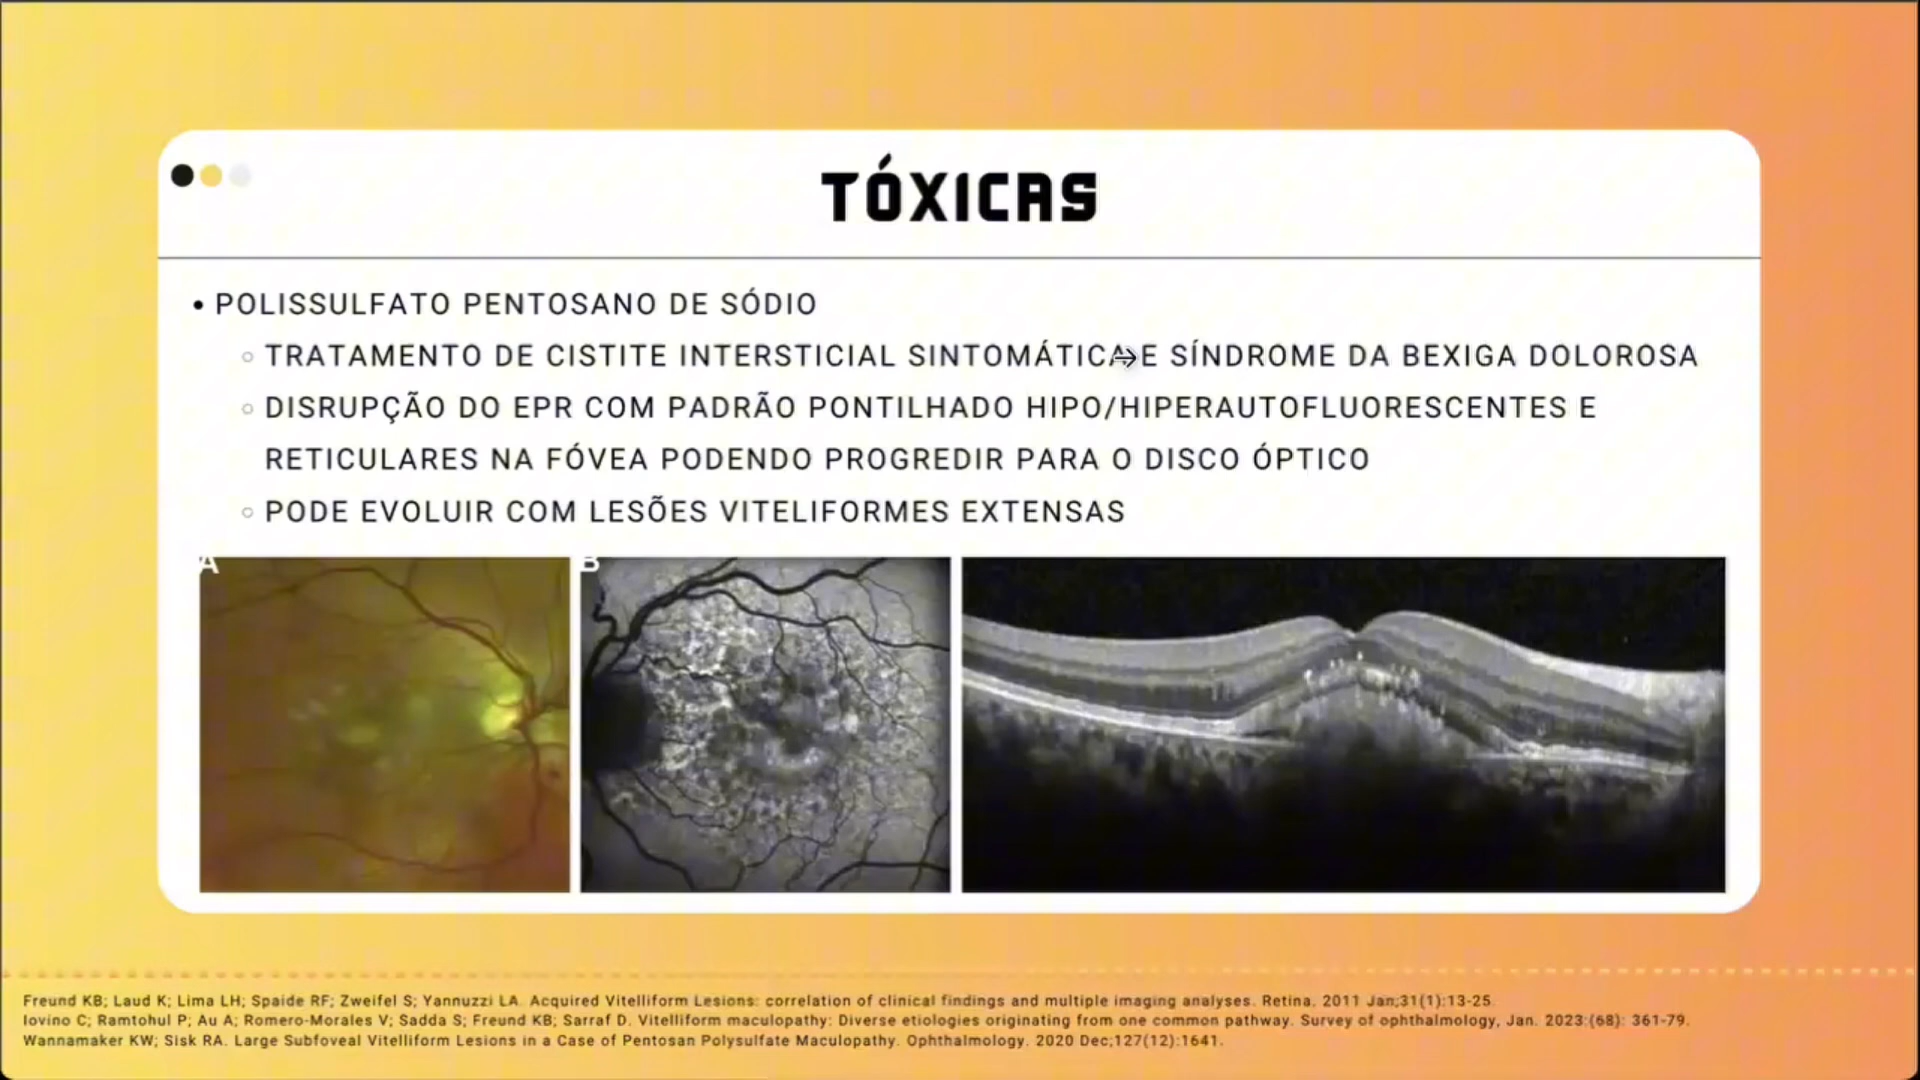 TÓXICAS
• POLISSULFATO PENTOSANO DE SÓDIO
○ TRATAMENTO DE CISTITE INTERSTICIAL SINTOMÁTICA E SÍNDROME DA BEXIGA DOLOROSA
○ DISRUPÇÃO DO EPR COM PADRÃO PONTILHADO HIPO/HIPERAUTOFLUORESCENTES E
RETICULARES NA FÓVEA PODENDO PROGREDIR PARA O DISCO ÓPTICO
○ PODE EVOLUIR COM LESÕES VITELIFORMES EXTENSAS
A
B
Freund KB; Laud K; Lima LH; Spaide RF; Zweifel S; Yannuzzi LA. Acquired Vitelliform Lesions: correlation of clinical findings and multiple imaging analyses. Retina. 2011 Jan;31(1):13-25.
Iovino C; Ramtohul P; Au A; Romero-Morales V; Sadda S; Freund KB; Sarraf D. Vitelliform maculopathy: Diverse etiologies originating from one common pathway. Survey of ophthalmology, Jan. 2023:(68): 361-79.
Wannamaker KW; Sisk RA. Large Subfoveal Vitelliform Lesions in a Case of Pentosan Polysulfate Maculopathy. Ophthalmology. 2020 Dec;127(12):1641.